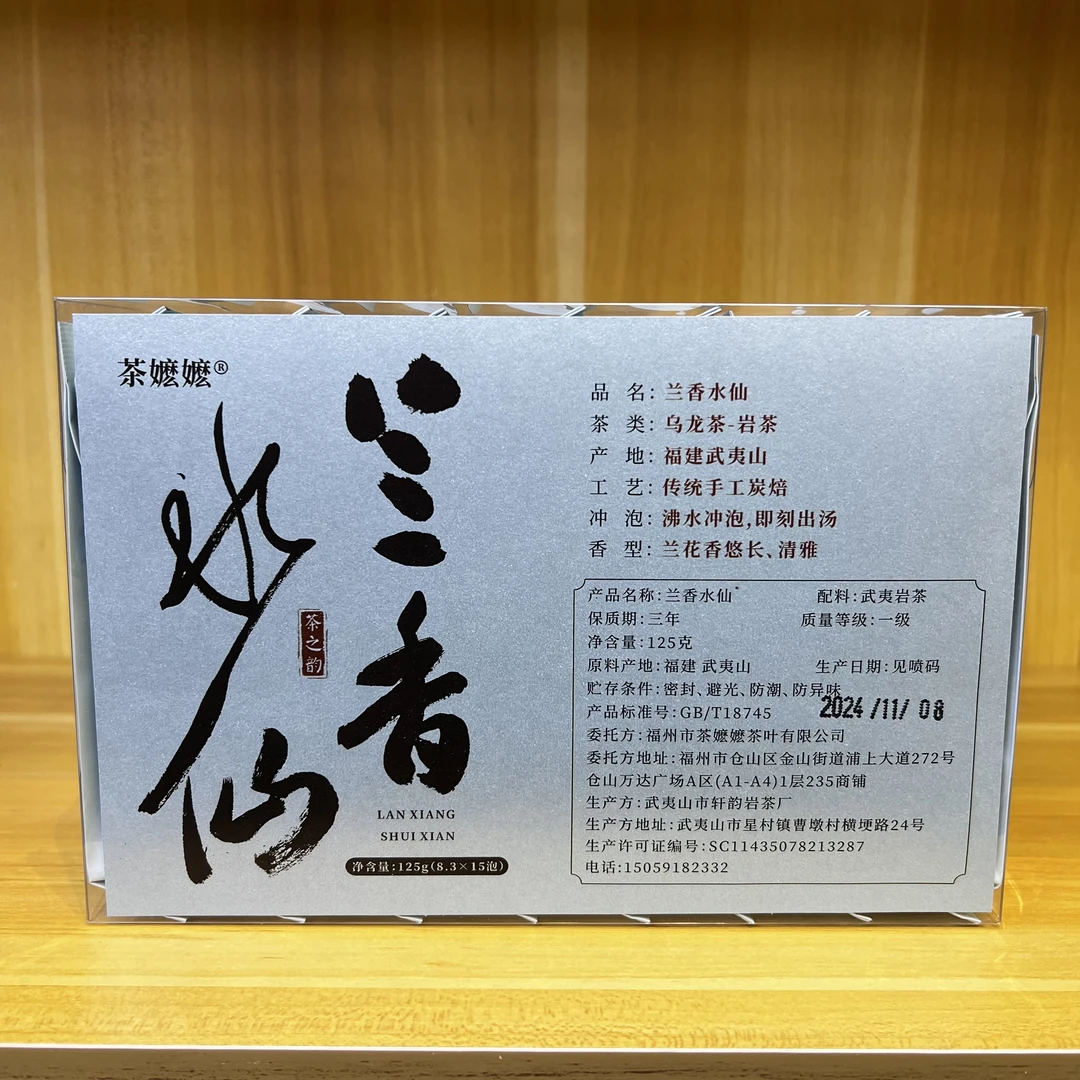 茶嬷嬷®
兰香
水仙
茶之韵
LAN XIANG
SHUI XIAN
净含量:125g(8.3×15泡)
品 名: 兰香水仙
茶 类: 乌龙茶-岩茶
产 地: 福建武夷山
工 艺: 传统手工炭焙
冲 泡: 沸水冲泡,即刻出汤
香 型: 兰花香悠长、清雅
产品名称:兰香水仙 配料:武夷岩茶
保质期:三年 质量等级:一级
净含量:125克
原料产地:福建 武夷山 生产日期:见喷码
贮存条件:密封、避光、防潮、防异味
产品标准号:GB/T18745 2024/11/08
委托方:福州市茶嬷嬷茶叶有限公司
委托方地址:福州市仓山区金山街道浦上大道272号
仓山万达广场A区(A1-A4)1层235商铺
生产方:武夷山市轩韵岩茶厂
生产方地址:武夷山市星村镇曹墩村横埂路24号
生产许可证编号:SC11435078213287
电话:15059182332